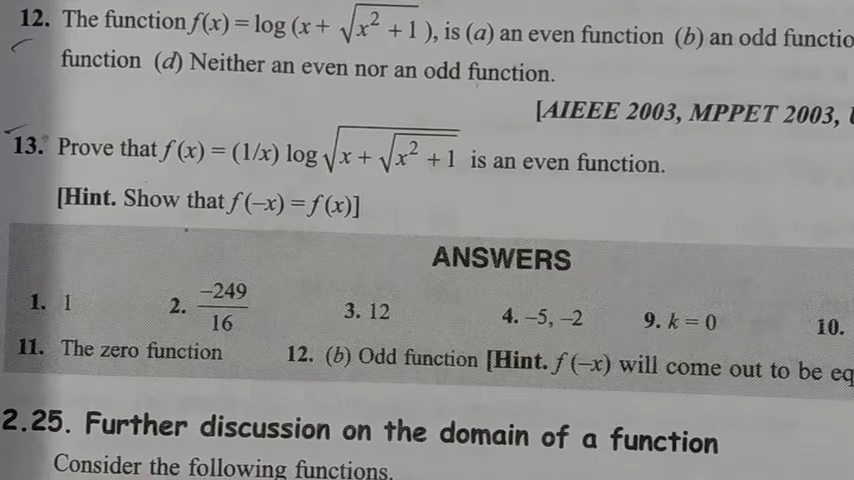 12. The function f(x) = log (x + √(x² + 1)), is (a) an even function (b) an odd
function (d) Neither an even nor an odd function.
[AIEEE 2003, MPPET 2003,
13. Prove that f (x) = (1/x) log √(x + √(x² + 1)) is an even function.
[Hint. Show that f (–x) = f (x)]
ANSWERS
1. 1 2. –249/16 3. 12 4. –5, –2 9. k = 0 10.
11. The zero function 12. (b) Odd function [Hint. f (–x) will come out to be
2.25. Further discussion on the domain of a function
Consider the following functions.